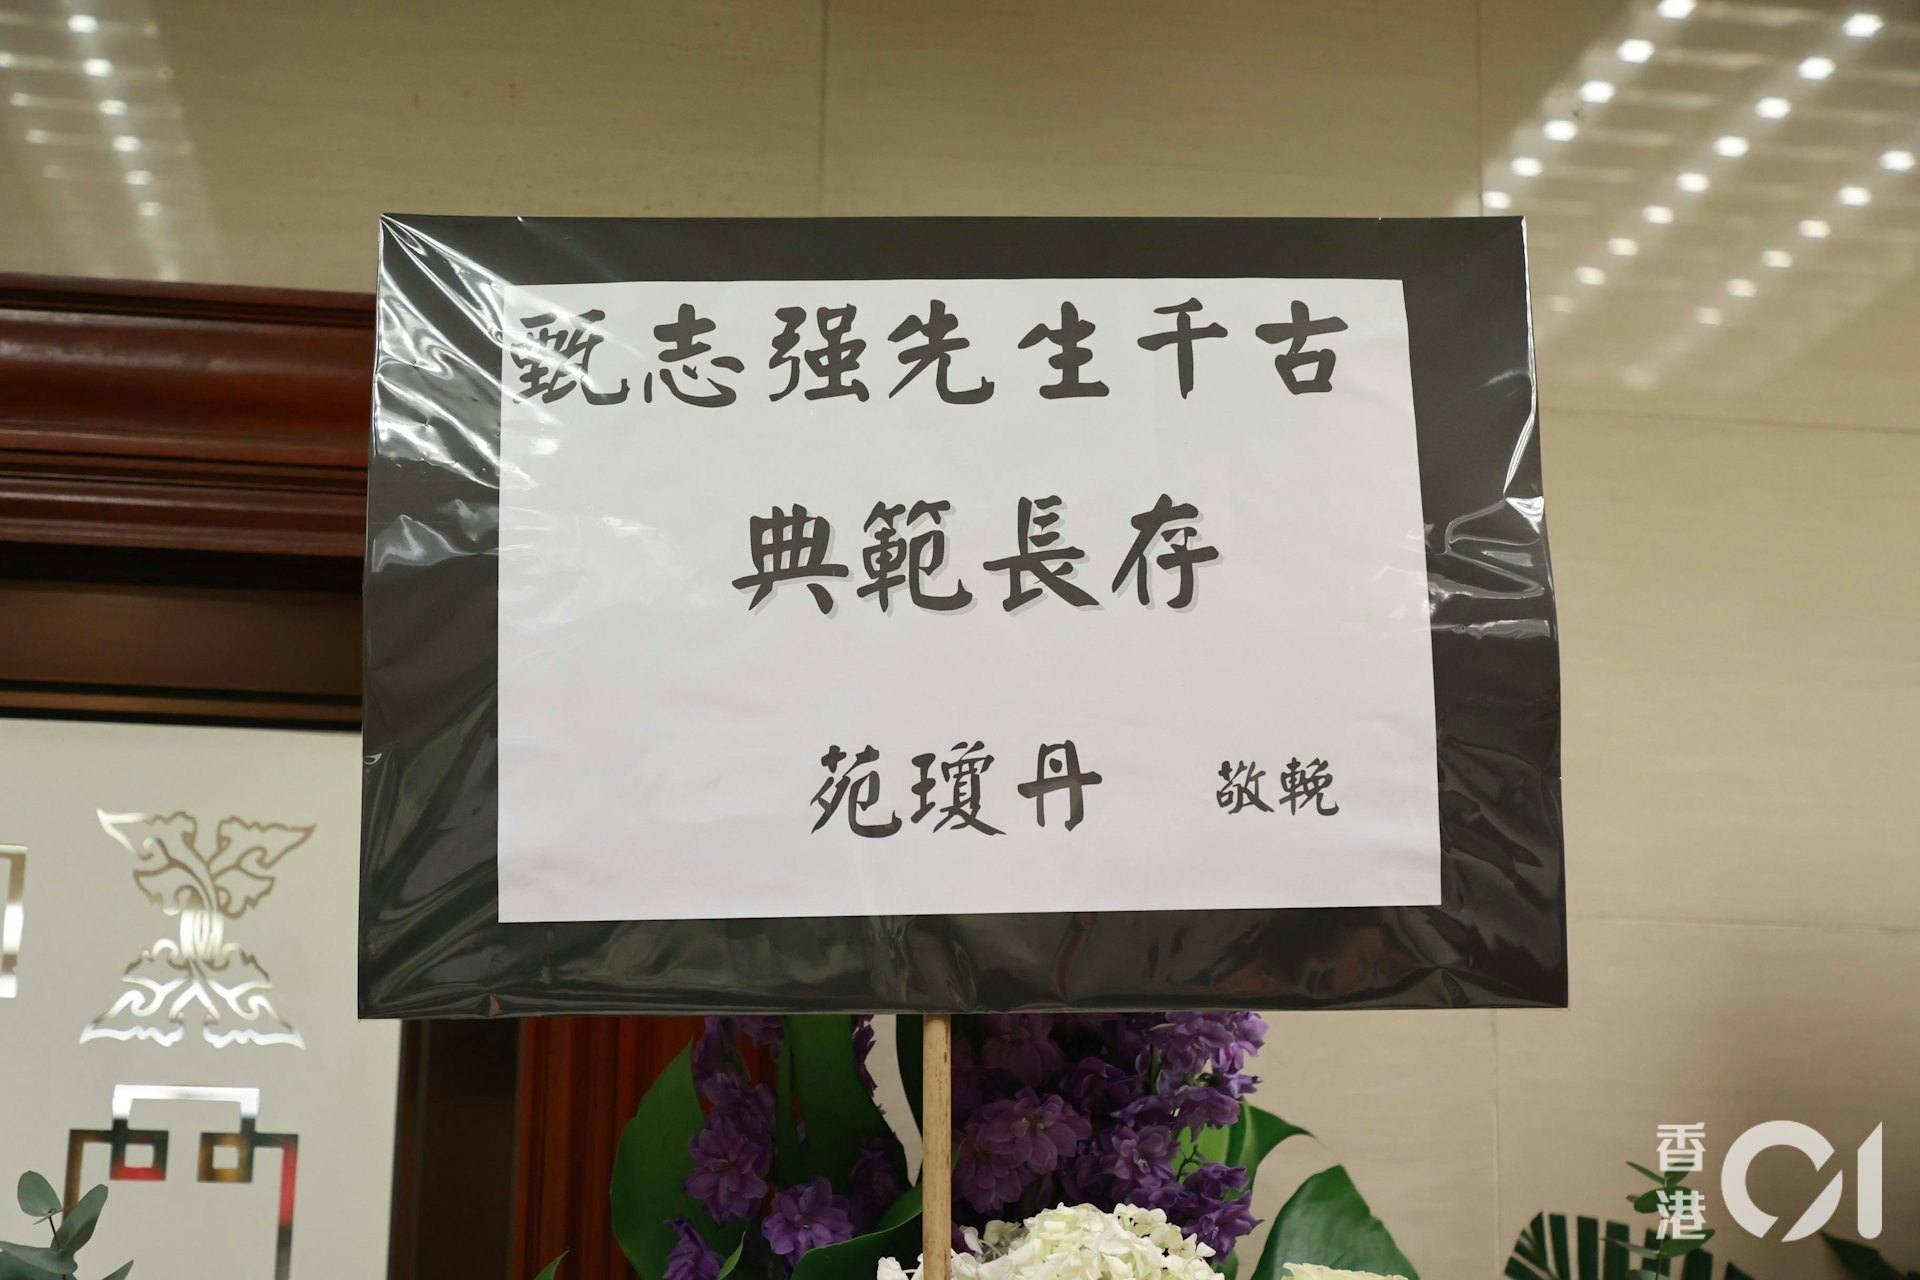 甄志强先生千古
典範長存
苑瓊丹 敬輓
香港01